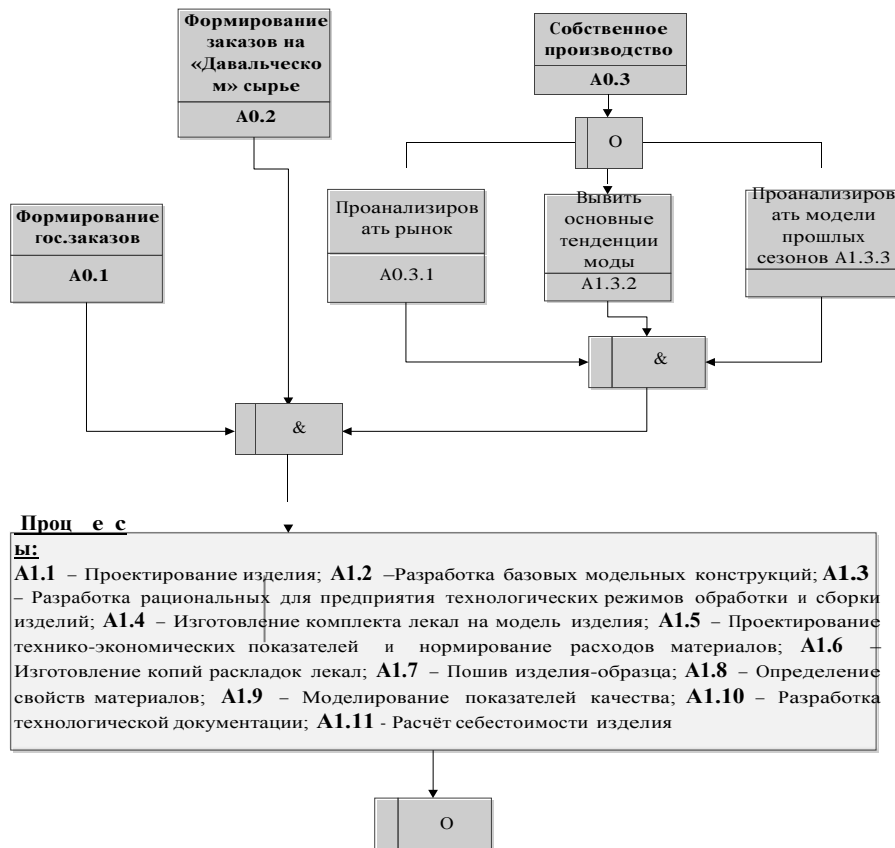 Формирование
заказов на
«Давальческо
м» сырье
А0.2
Собственное
производство
А0.3
О
Формирование
гос.заказов
А0.1
Проанализиров
ать рынок
А0.3.1
Вывить
основные
тенденции
моды
А1.3.2
Проанализиров
ать модели
прошлых
сезонов А1.3.3
&
&
Проц е с
ы:
А1.1 – Проектирование изделия; А1.2 –Разработка базовых модельных конструкций; А1.3
– Разработка рациональных для предприятия технологических режимов обработки и сборки
изделий; А1.4 – Изготовление комплекта лекал на модель изделия; А1.5 – Проектирование
технико-экономических показателей и нормирование расходов материалов; А1.6 –
Изготовление копий раскладок лекал; А1.7 – Пошив изделия-образца; А1.8 – Определение
свойств материалов; А1.9 – Моделирование показателей качества; А1.10 – Разработка
технологической документации; А1.11 - Расчёт себестоимости изделия
О